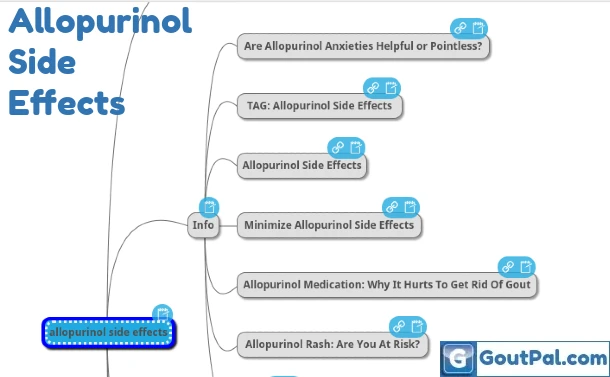 Allopurinol
Side
Effects
Are Allopurinol Anxieties Helpful or Pointless?
TAG: Allopurinol Side Effects
Allopurinol Side Effects
Info
Minimize Allopurinol Side Effects
Allopurinol Medication: Why It Hurts To Get Rid Of Gout
allopurinol side effects
Allopurinol Rash: Are You At Risk?
GoutPal.com